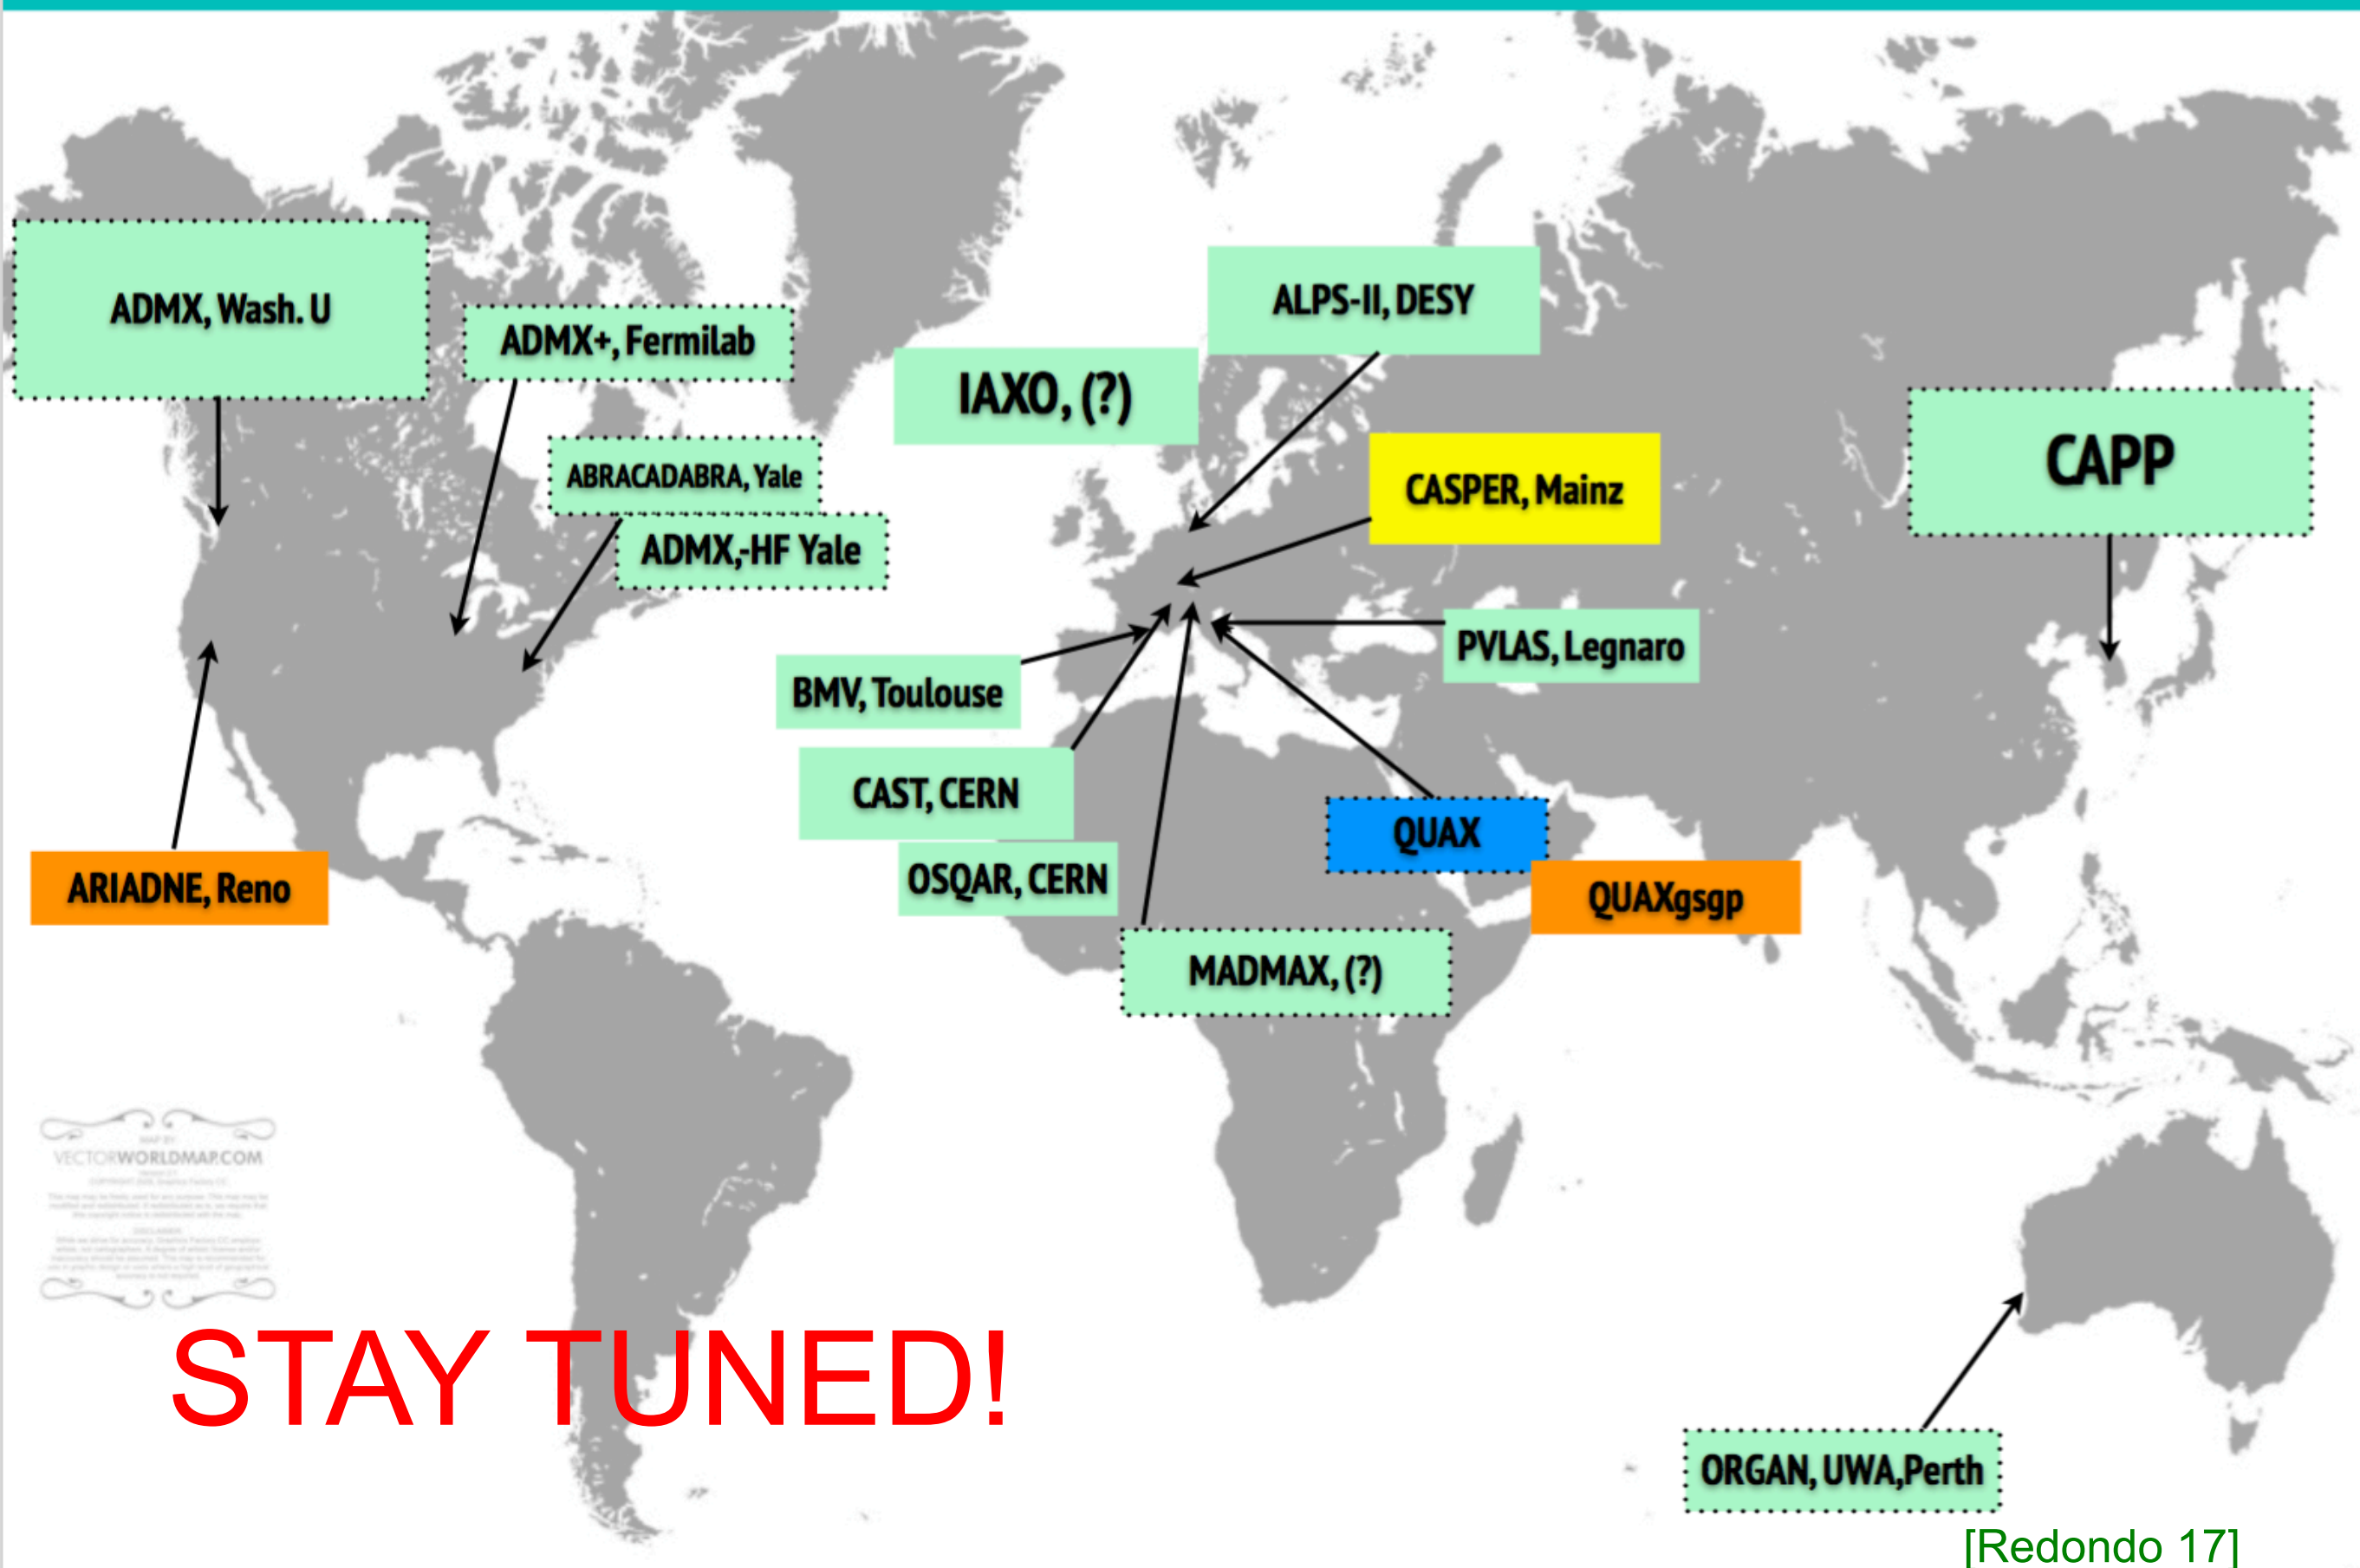 ADMX, Wash. U
ADMX+, Fermilab
ALPS-II, DESY
IAXO, (?)
ABRACADABRA, Yale
CASPER, Mainz
CAPP
ADMX,-HF Yale
PVLAS, Legnaro
BMV, Toulouse
CAST, CERN
QUAX
OSQAR, CERN
ARIADNE, Reno
QUAXgsgp
MADMAX, (?)
MAP BY
VECTORWORLDMAP.COM
STAY TUNED!
ORGAN, UWA,Perth
[Redondo 17]